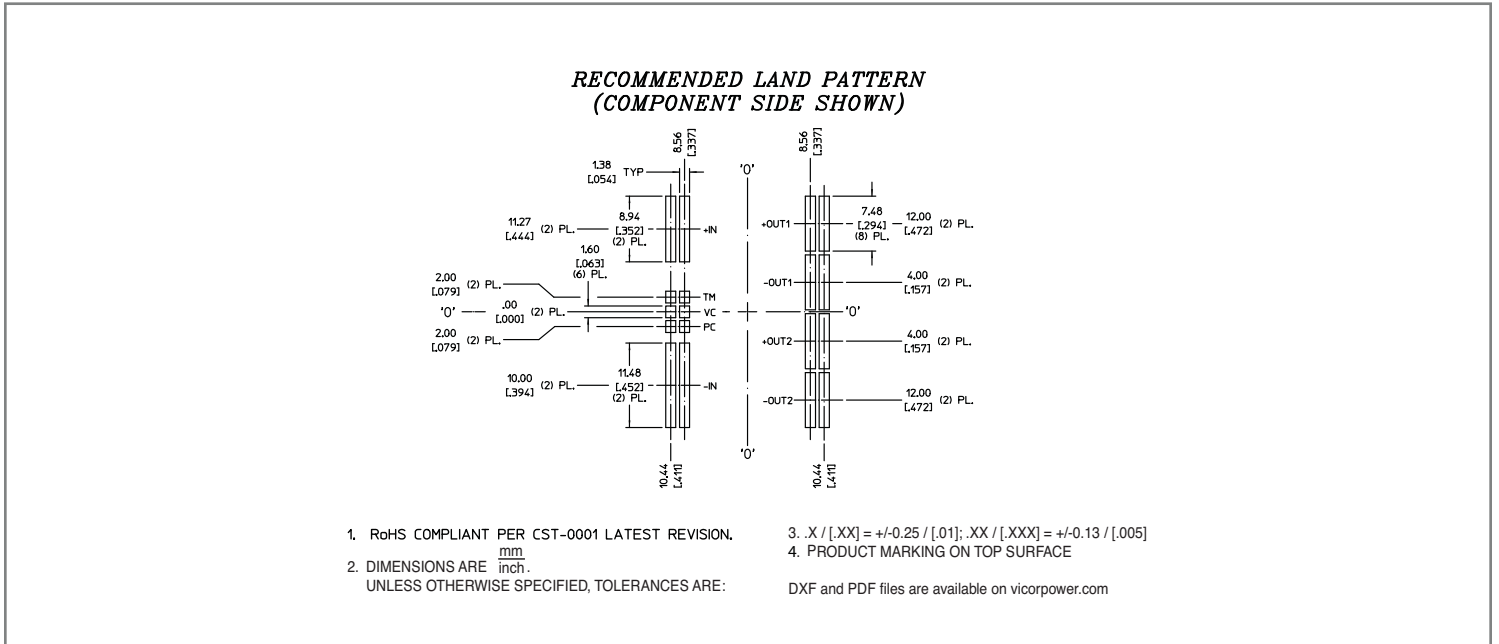 RECOMMENDED LAND PATTERN
(COMPONENT SIDE SHOWN)
8.56
[.337]
8.56
[.337]
1.38
[.054]
TYP
'0'
11.27
[.444]
(2) PL.
8.94
[.352]
(2) PL.
+IN
+OUT1
7.48
[.294]
(8) PL.
12.00
[.472]
(2) PL.
1.60
[.063]
(6) PL.
2.00
[.079]
(2) PL.
TM
-OUT1
4.00
[.157]
(2) PL.
'0'
.00
[.000]
(2) PL.
VC
'0'
2.00
[.079]
(2) PL.
PC
+OUT2
4.00
[.157]
(2) PL.
10.00
[.394]
(2) PL.
11.48
[.452]
(2) PL.
-IN
-OUT2
12.00
[.472]
(2) PL.
'0'
10.44
[.411]
10.44
[.411]
1. RoHS COMPLIANT PER CST-0001 LATEST REVISION.
2. DIMENSIONS ARE mm
inch.
UNLESS OTHERWISE SPECIFIED, TOLERANCES ARE:
3. .X / [.XX] = +/-0.25 / [.01]; .XX / [.XXX] = +/-0.13 / [.005]
4. PRODUCT MARKING ON TOP SURFACE
DXF and PDF files are available on vicorpower.com